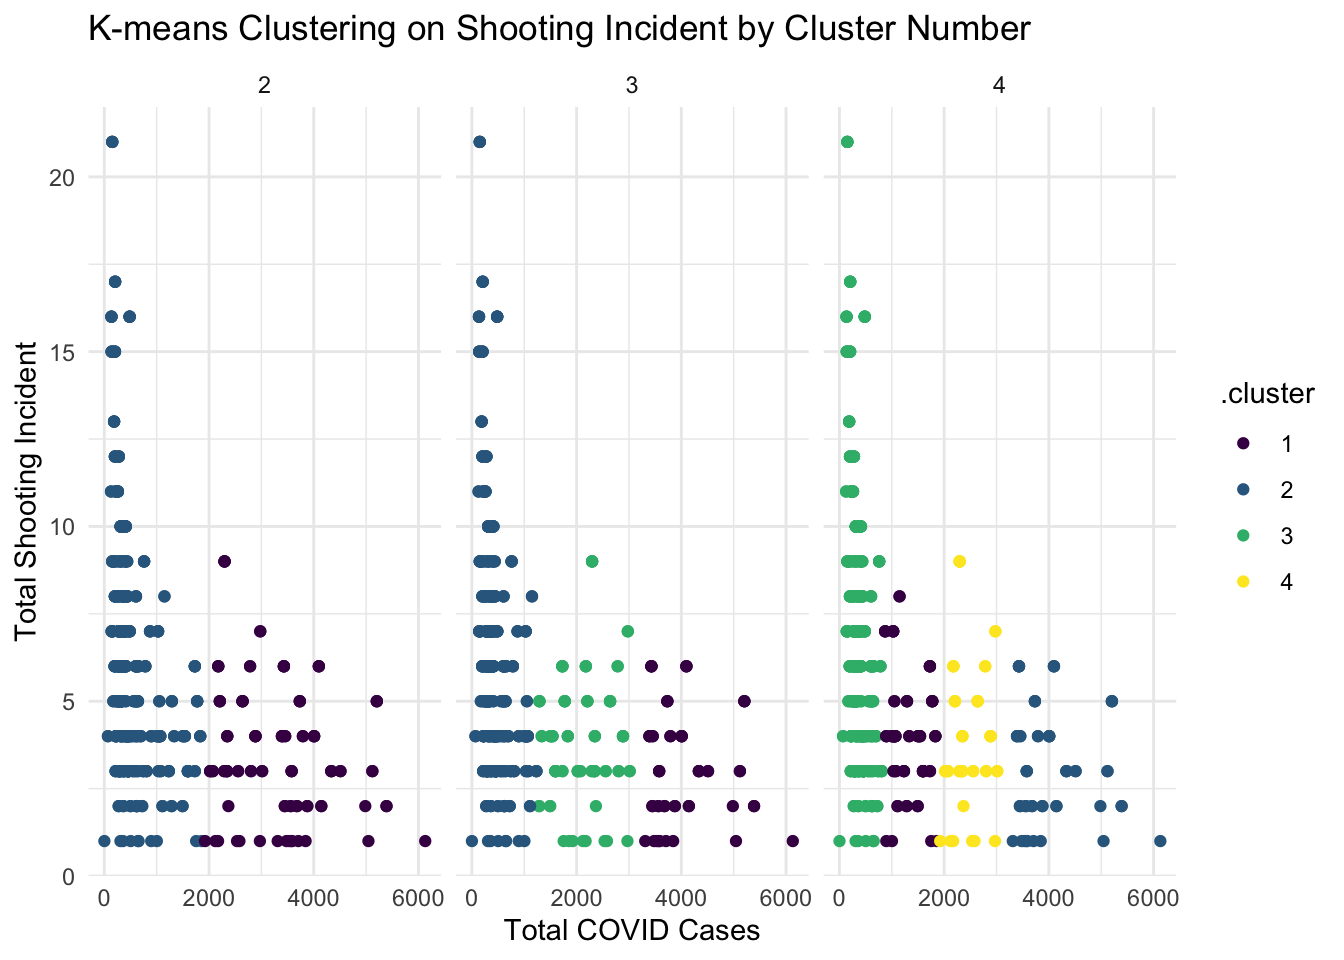 K-means Clustering on Shooting Incident by Cluster Number
2 3 4
Total Shooting Incident
20
15
10
5
0
0 2000 4000 6000 0 2000 4000 6000 0 2000 4000 6000
Total COVID Cases
.cluster
1
2
3
4